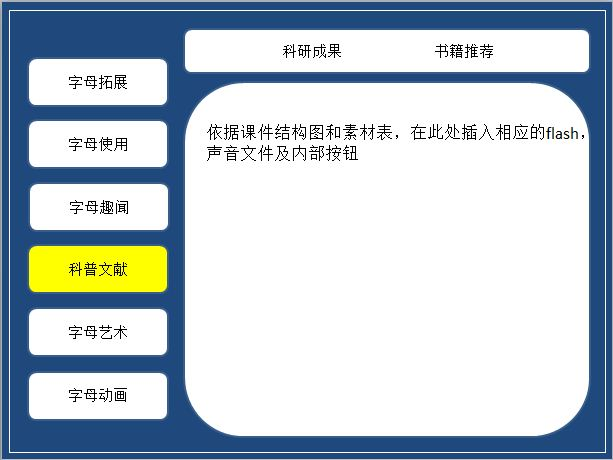 科研成果 书籍推荐
字母拓展
字母使用
字母趣闻
科普文献
字母艺术
字母动画
依据课件结构图和素材表，在此处插入相应的flash，
声音文件及内部按钮